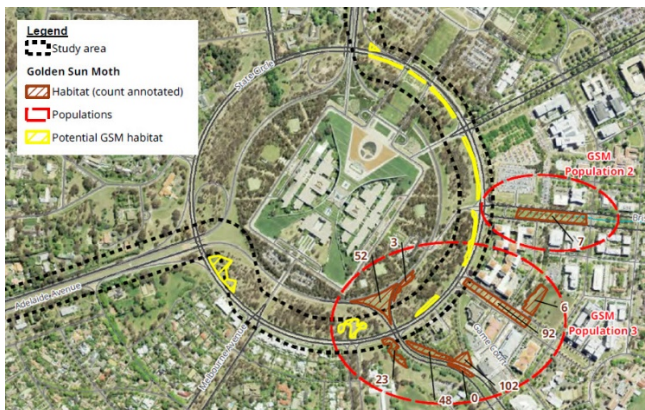 Legend
Study area
Golden Sun Moth
Habitat (count annotated)
Populations
Potential GSM habitat
State Circle
GSM
Population 2
7
3
52
Adelaide Avenue
Melbourne Avenue
6
GSM
Population 3
92
Hobart
102
23
48
0